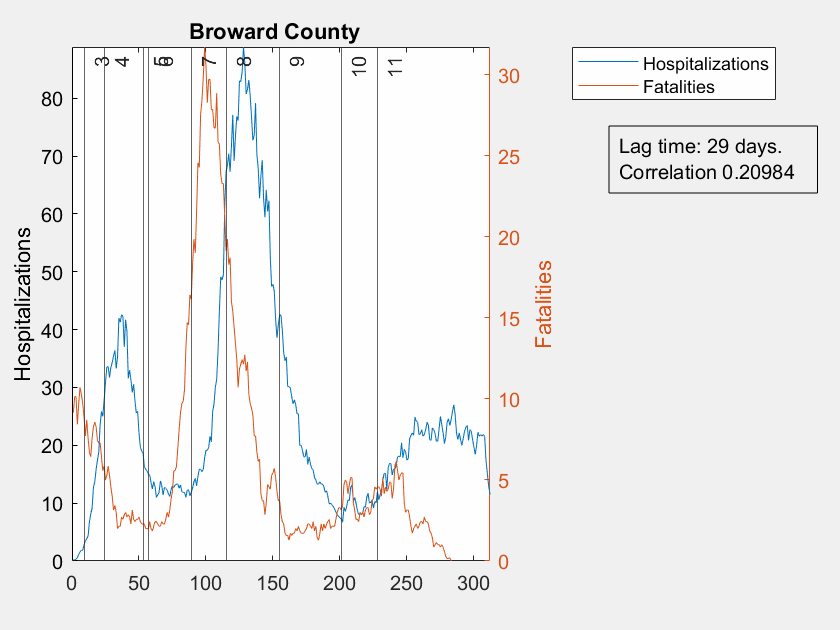 Broward County
3 4 5 6 7 8 9 10 11
Hospitalizations
Fatalities
Lag time: 29 days.
Correlation 0.20984
Hospitalizations
80
70
60
50
40
30
20
10
0
30
25
20
15
10
5
0
Fatalities
0 50 100 150 200 250 300